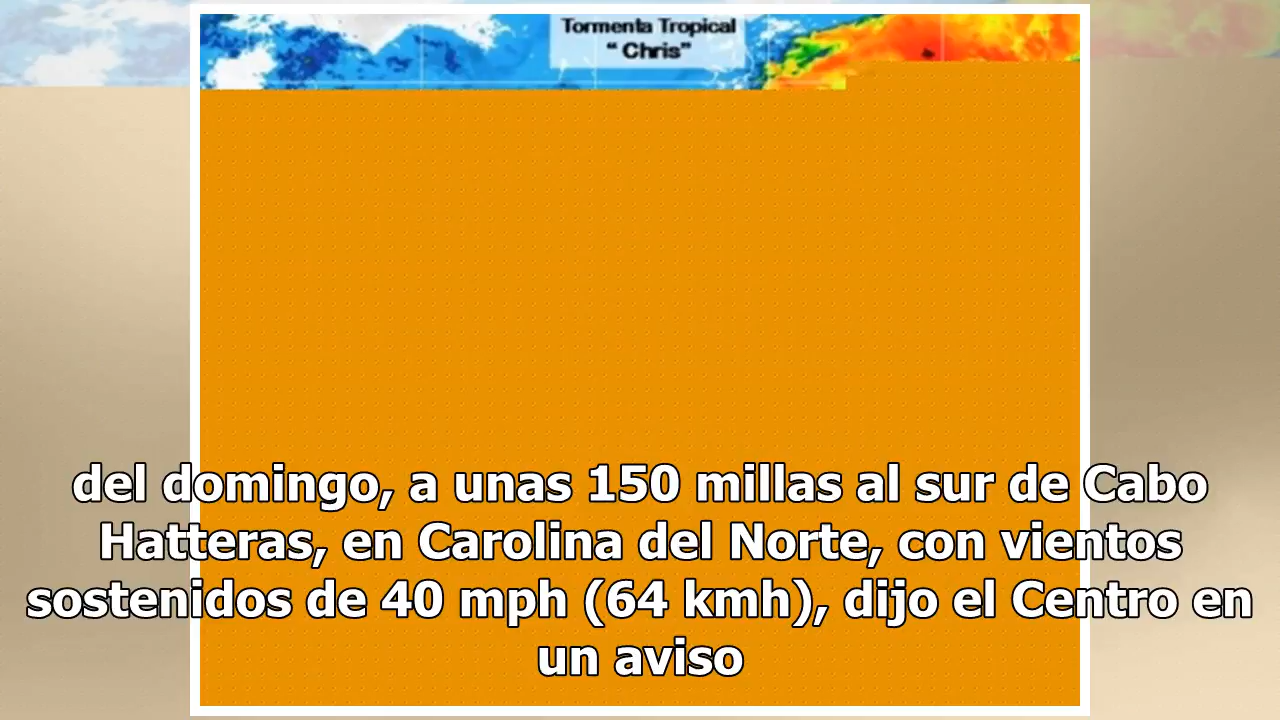 Tormenta Tropical
“ Chris”
del domingo, a unas 150 millas al sur de Cabo
Hatteras, en Carolina del Norte, con vientos
sostenidos de 40 mph (64 kmh), dijo el Centro en
un aviso